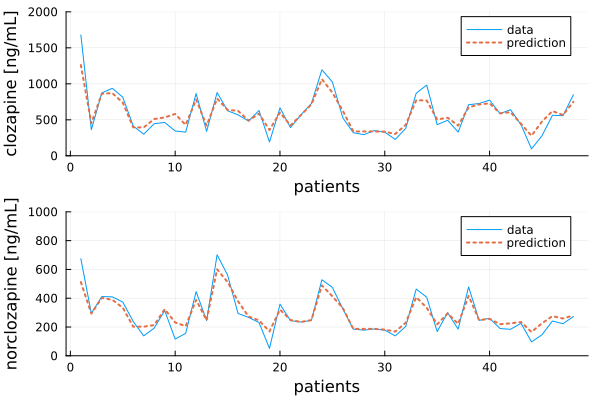 2000
1500
1000
500
0
clozapine [ng/mL]
data
prediction
0 10 20 30 40
patients
1000
800
600
400
200
0
norclozapine [ng/mL]
data
prediction
0 10 20 30 40
patients